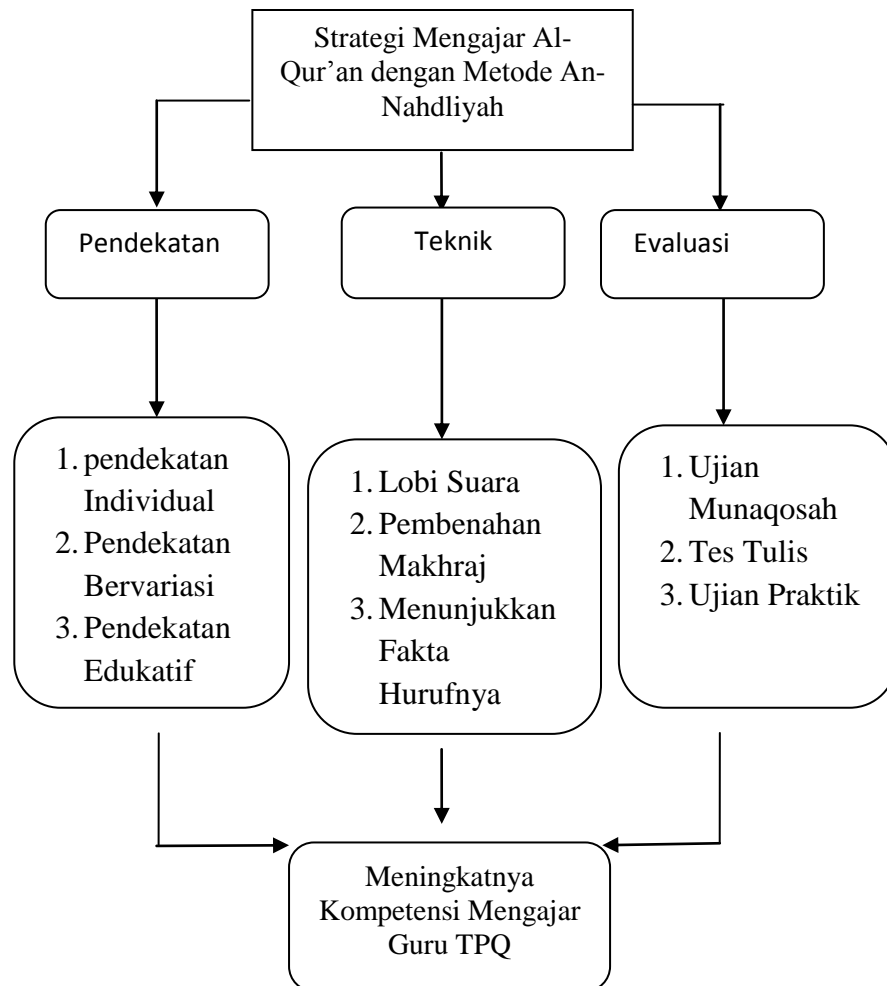 Strategi Mengajar Al-
Qur’an dengan Metode An-
Nahdliyah
Pendekatan
Teknik
Evaluasi
1. pendekatan
Individual
2. Pendekatan
Bervariasi
3. Pendekatan
Edukatif
1. Lobi Suara
2. Pembenahan
Makhraj
3. Menunjukkan
Fakta
Hurufnya
1. Ujian
Munaqosah
2. Tes Tulis
3. Ujian Praktik
Meningkatnya
Kompetensi Mengajar
Guru TPQ